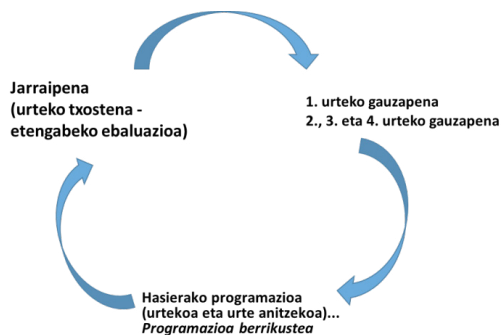 Jarraipena
(urteko txostena -
etengabeko ebaluazioa)
1. urteko gauzapena
2., 3. eta 4. urteko gauzapena
Hasierako programazioa
(urtekoa eta urte anitzekoa)...
Programazioa berrikustea